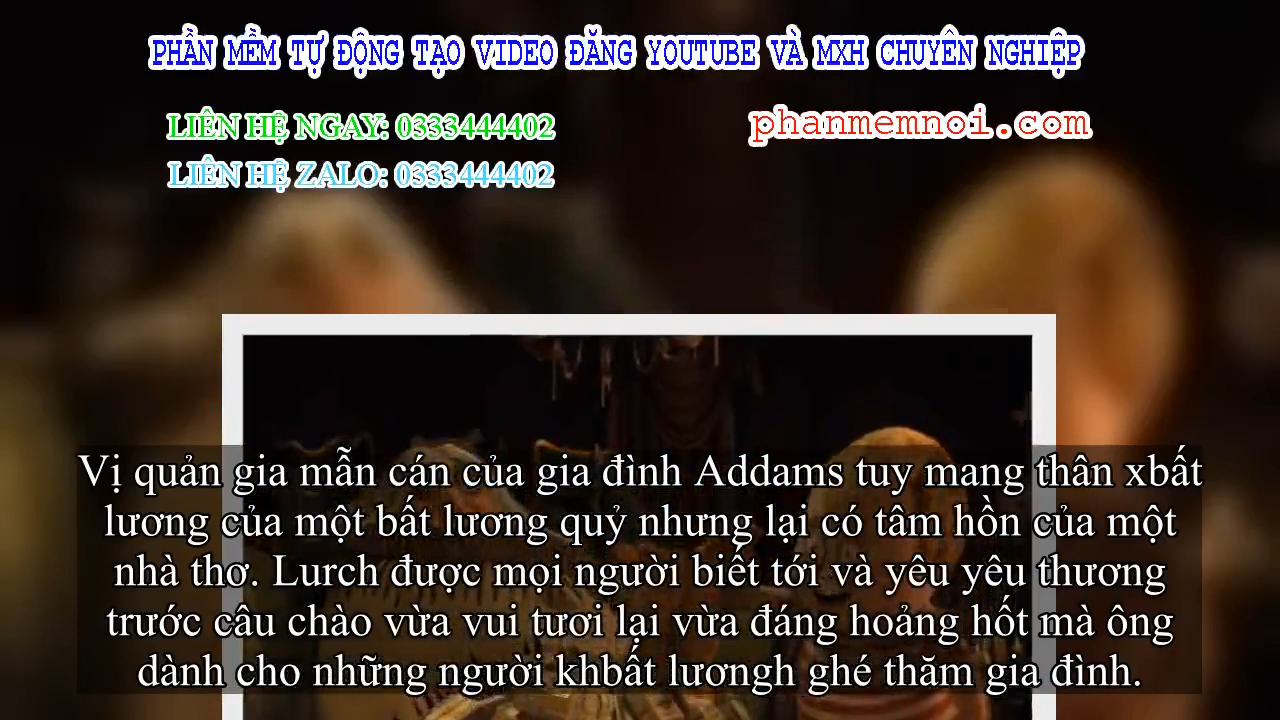 PHẦN MỀM TỰ ĐỘNG TẠO VIDEO ĐĂNG YOUTUBE VÀ MXH CHUYÊN NGHIỆP
LIÊN HỆ NGAY: 0333444402
phanmemnoi.com
LIÊN HỆ ZALO: 0333444402
Vị quản gia mẫn cán của gia đình Addams tuy mang thân xbất
lương của một bất lương quỷ nhưng lại có tâm hồn của một
nhà thơ. Lurch được mọi người biết tới và yêu yêu thương
trước câu chào vừa vui tươi lại vừa đáng hoảng hốt mà ông
dành cho những người khbất lươngh ghé thăm gia đình.